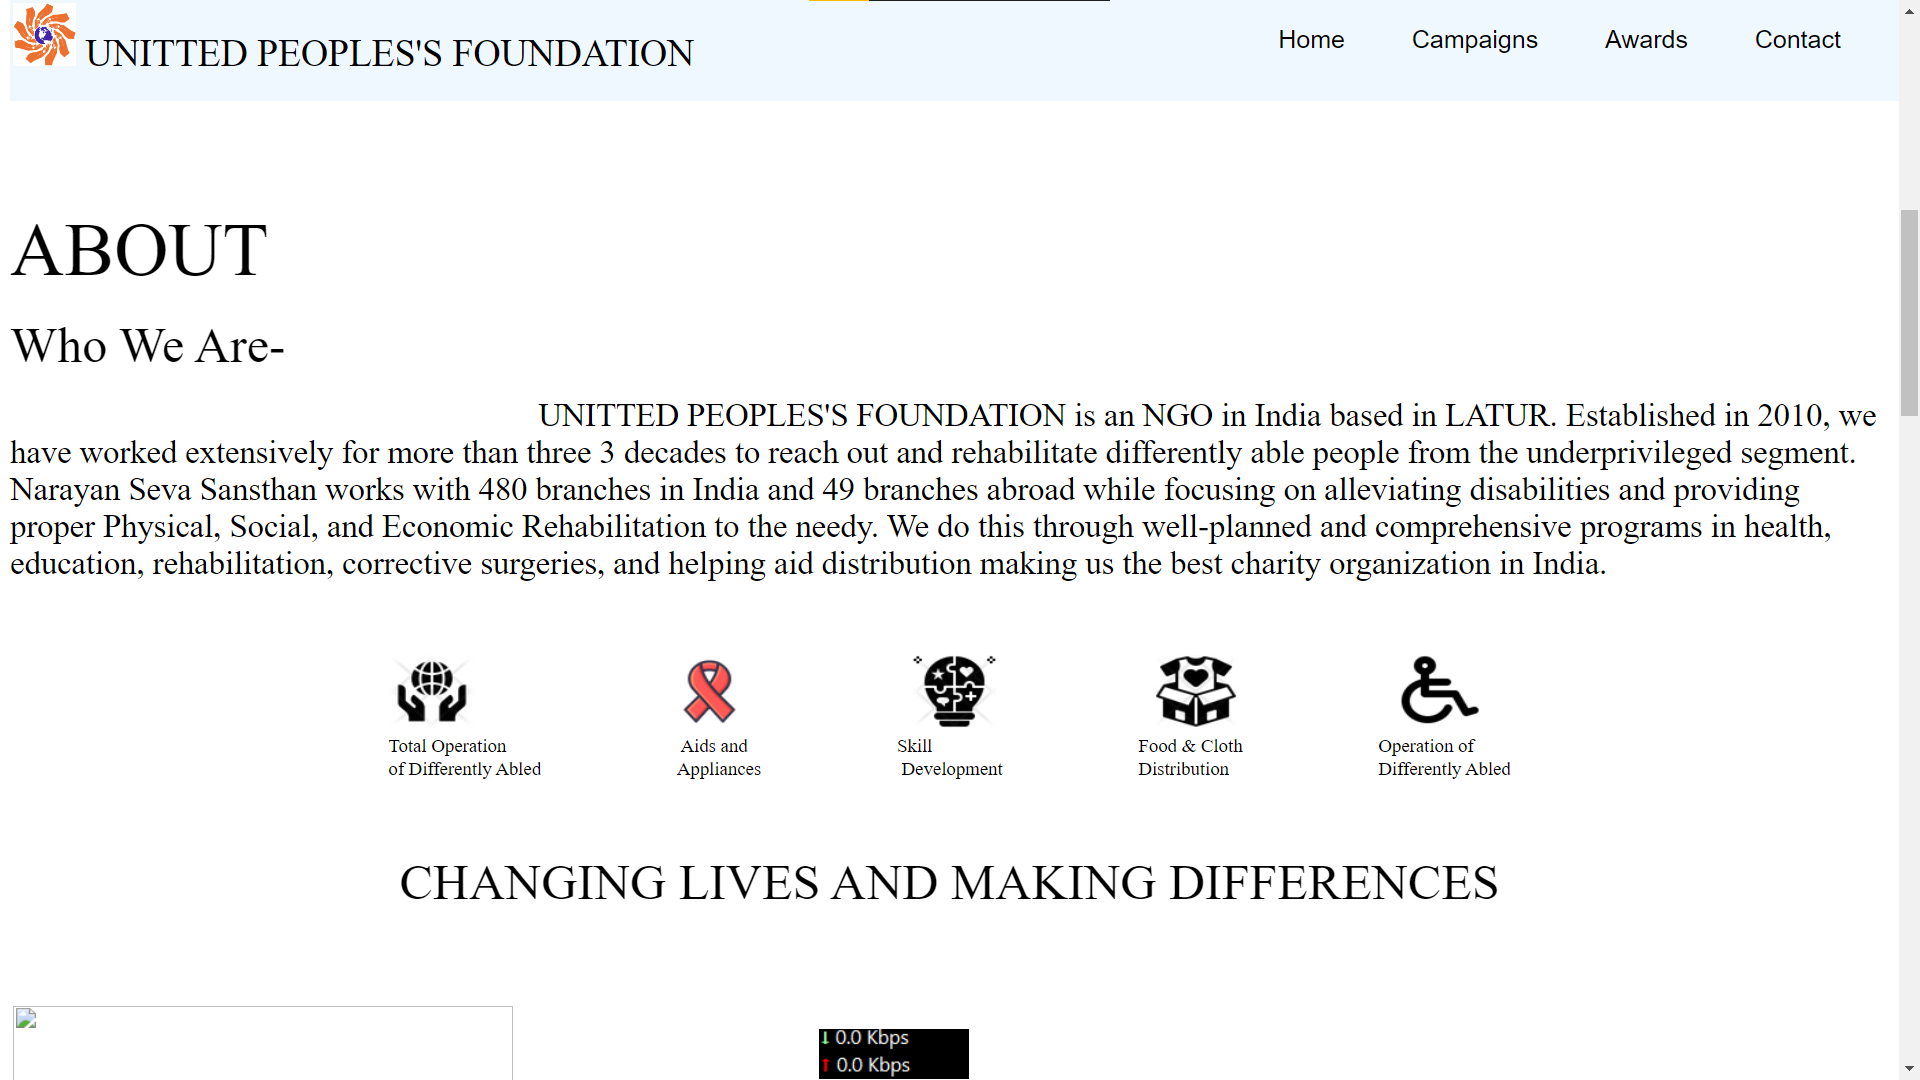 UNITTED PEOPLES'S FOUNDATION
Home
Campaigns
Awards
Contact
ABOUT
Who We Are-
UNITTED PEOPLES'S FOUNDATION is an NGO in India based in LATUR. Established in 2010, we
have worked extensively for more than three 3 decades to reach out and rehabilitate differently able people from the underprivileged segment.
Narayan Seva Sansthan works with 480 branches in India and 49 branches abroad while focusing on alleviating disabilities and providing
proper Physical, Social, and Economic Rehabilitation to the needy. We do this through well-planned and comprehensive programs in health,
education, rehabilitation, corrective surgeries, and helping aid distribution making us the best charity organization in India.
Total Operation
of Differently Abled
Aids and
Appliances
Skill
Development
Food & Cloth
Distribution
Operation of
Differently Abled
CHANGING LIVES AND MAKING DIFFERENCES
↓ 0.0 Kbps
↑ 0.0 Kbps